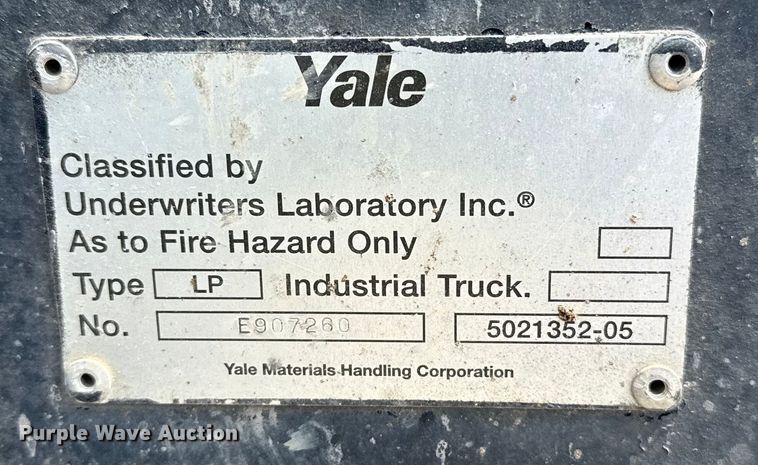 Yale
Classified by
Underwriters Laboratory Inc.®
As to Fire Hazard Only
Type LP Industrial Truck.
No. E907260 5021352-05
Yale Materials Handling Corporation
Purple Wave Auction